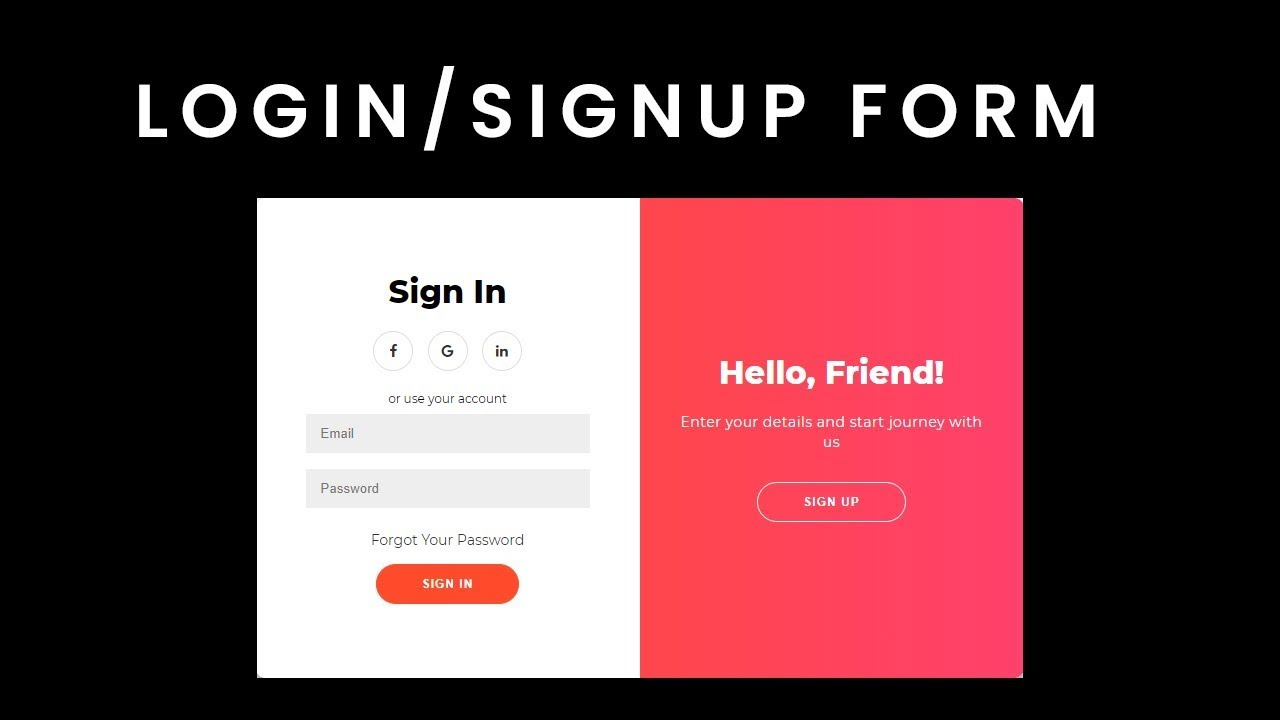 LOGIN/SIGNUP FORM
Sign In
f G in
or use your account
Email
Password
Forgot Your Password
SIGN IN
Hello, Friend!
Enter your details and start journey with
us
SIGN UP